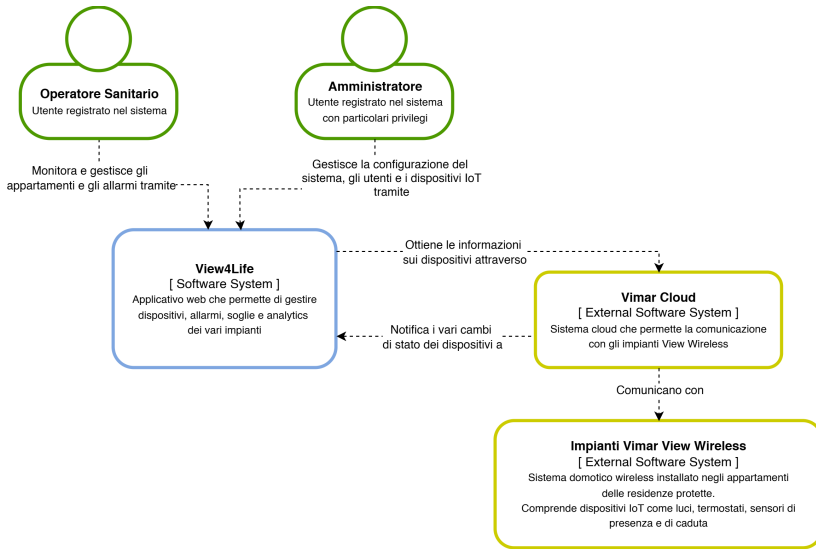 Operatore Sanitario
Utente registrato nel sistema
Amministratore
Utente registrato nel sistema
con particolari privilegi
Monitora e gestisce gli
appartamenti e gli allarmi tramite
Gestisce la configurazione del
sistema, gli utenti e i dispositivi IoT
tramite
View4Life
[ Software System ]
Applicativo web che permette di gestire
dispositivi, allarmi, soglie e analytics
dei vari impianti
Ottiene le informazioni
sui dispositivi attraverso
Vimar Cloud
[ External Software System ]
Sistema cloud che permette la comunicazione
con gli impianti View Wireless
Notifica i vari cambi
di stato dei dispositivi a
Comunicano con
Impianti Vimar View Wireless
[ External Software System ]
Sistema domotico wireless installato negli appartamenti
delle residenze protette.
Comprende dispositivi IoT come luci, termostati, sensori di
presenza e di caduta